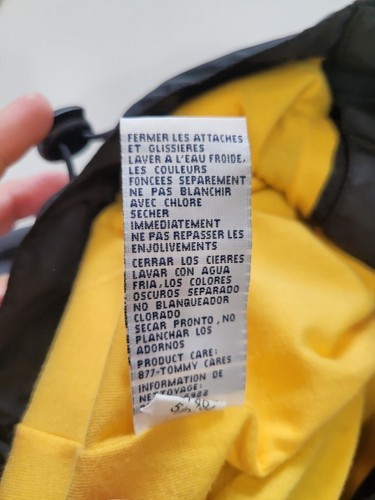 FERMER LES ATTACHES
ET GLISSIERES
LAVER A L'EAU FROIDE,
LES COULEURS
FONCEES SEPAREMENT
NE PAS BLANCHIR
AVEC CHLORE
SECHER
IMMEDIATEMENT
NE PAS REPASSER LES
ENJOLIVEMENTS
CERRAR LOS CIERRES
LAVAR CON AGUA
FRIA,LOS COLORES
OSCUROS SEPARADO
NO BLANQUEADOR
CLORADO
SECAR PRONTO,NO
PLANCHAR LOS
ADORNOS
PRODUCT CARE:
877-TOMMY CARES
INFORMATION DE
NETTOYAGE: